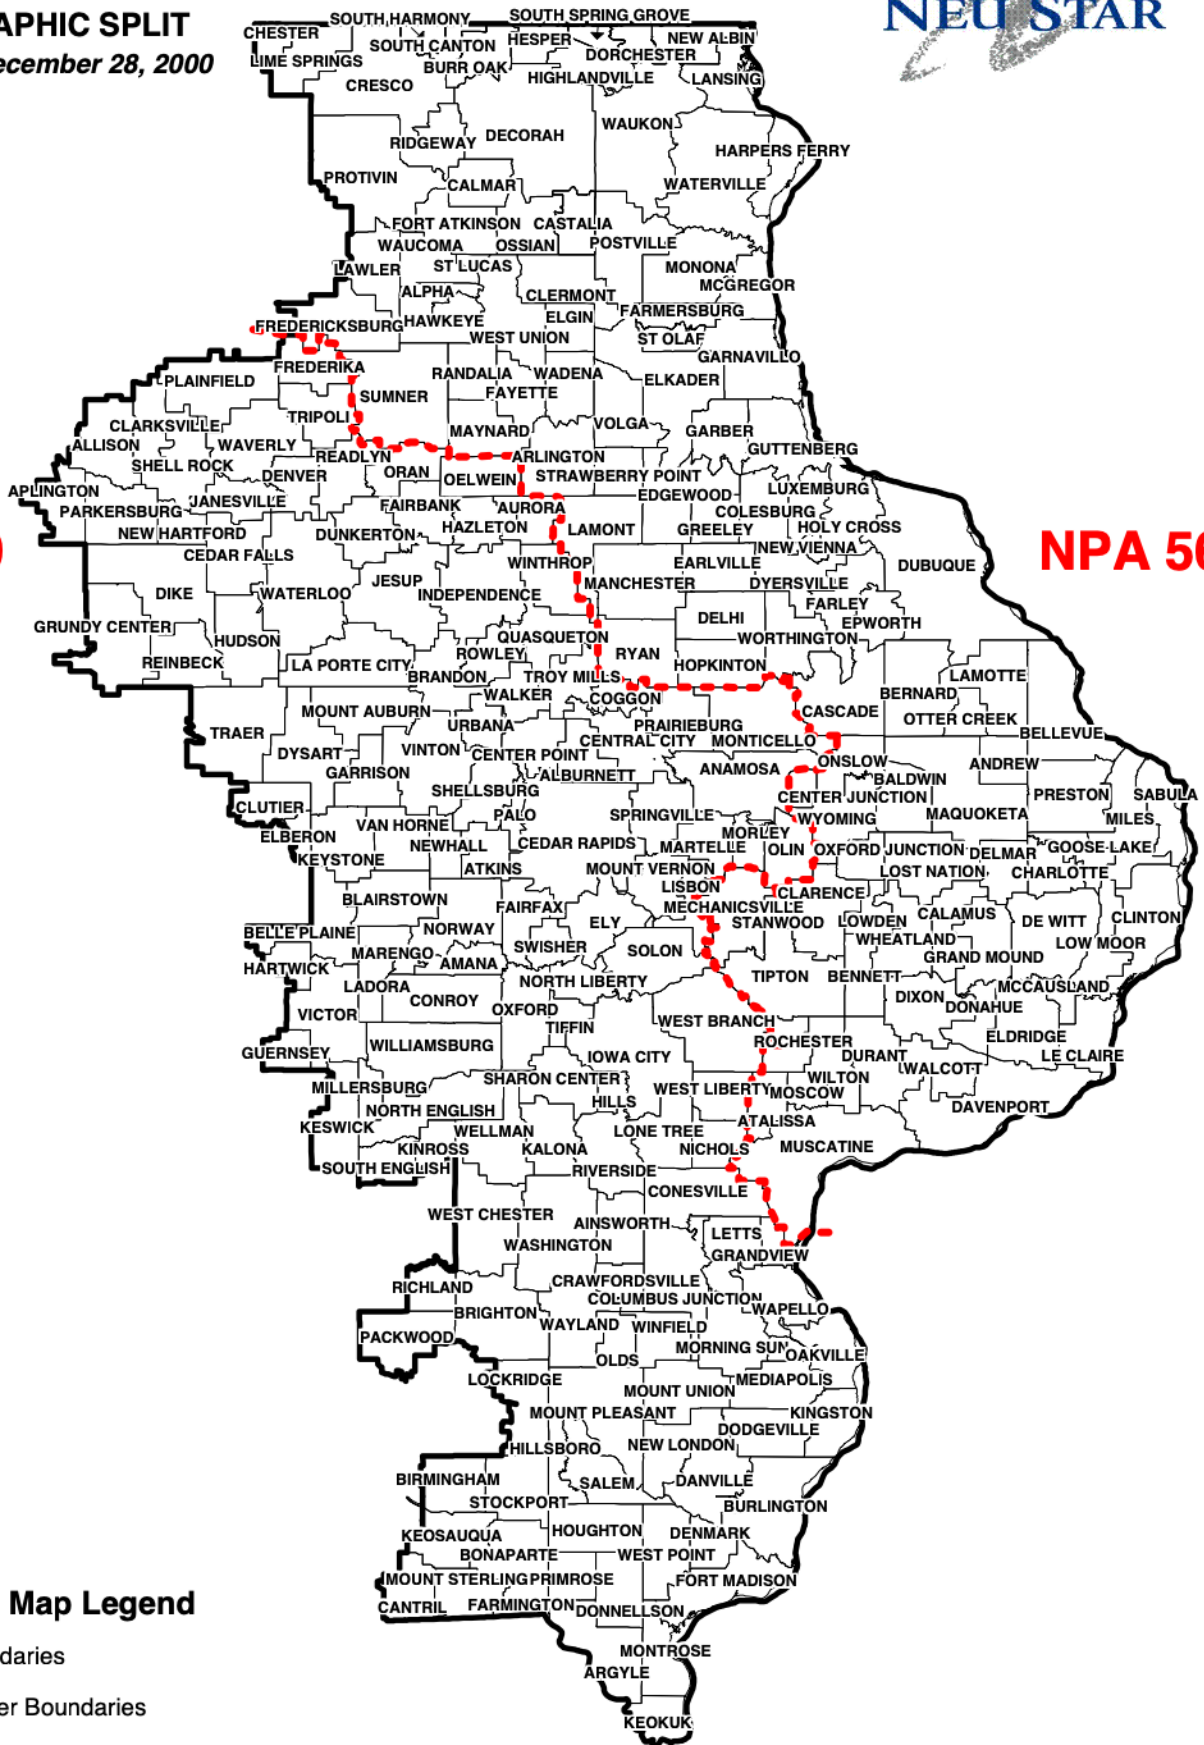 APHIC SPLIT
ecember 28, 2000
NEUSTAR
CHESTER
SOUTH HARMONY
SOUTH SPRING GROVE
LIME SPRINGS
SOUTH CANTON
HESPER
NEW ALBIN
DORCHESTER
BURR OAK
HIGHLANDVILLE
LANSING
CRESCO
WAUKON
RIDGEWAY
DECORAH
HARPERS FERRY
PROTIVIN
CALMAR
WATERVILLE
FORT ATKINSON
CASTALIA
WAUCOMA
OSSIAN
POSTVILLE
LAWLER
ST LUCAS
MONONA
MCGREGOR
ALPHA
CLERMONT
FREDERICKSBURG
HAWKEYE
ELGIN
FARMERSBURG
WEST UNION
ST OLAF
GARNAVILLO
FREDERIKA
PLAINFIELD
RANDALIA
WADENA
ELKADER
SUMNER
FAYETTE
TRIPOLI
CLARKSVILLE
MAYNARD
VOLGA
GARBER
GUTTENBERG
ALLISON
WAVERLY
READLYN
ARLINGTON
SHELL ROCK
DENVER
ORAN
OELWEIN
STRAWBERRY POINT
APLINGTON
JANESVILLE
EDGEWOOD
LUXEMBURG
PARKERSBURG
FAIRBANK
AURORA
COLESBURG
NEW HARTFORD
DUNKERTON
HAZLETON
LAMONT
GREELEY
HOLY CROSS
NPA 56
CEDAR FALLS
WINTHROP
EARLVILLE
NEW VIENNA
DUBUQUE
DIKE
WATERLOO
JESUP
INDEPENDENCE
MANCHESTER
DYERSVILLE
FARLEY
GRUNDY CENTER
HUDSON
QUASQUETON
DELHI
EPWORTH
WORTHINGTON
REINBECK
LA PORTE CITY
ROWLEY
RYAN
HOPKINTON
BRANDON
TROY MILLS
LAMOTTE
WALKER
COGGON
BERNARD
MOUNT AUBURN
CASCADE
TRAER
URBANA
PRAIRIEBURG
OTTER CREEK
BELLEVUE
DYSART
VINTON
CENTER POINT
CENTRAL CITY
MONTICELLO
GARRISON
ALBURNETT
ANAMOSA
ONSLOW
ANDREW
SHELLSBURG
BALDWIN
CLUTIER
PALO
SPRINGVILLE
CENTER JUNCTION
PRESTON
SABULA
ELBERON
VAN HORNE
MORLEY
WYOMING
MAQUOKETA
MILES
KEYSTONE
NEWHALL
CEDAR RAPIDS
MARTELLE
OLIN
OXFORD JUNCTION
DELMAR
GOOSE LAKE
ATKINS
MOUNT VERNON
LOST NATION
CHARLOTTE
LISBON
CLARENCE
BLAIRSTOWN
FAIRFAX
MECHANICSVILLE
BELLE PLAINE
NORWAY
ELY
STANWOOD
LOWDEN
CALAMUS
DE WITT
CLINTON
MARENGO
SWISHER
SOLON
WHEATLAND
LOW MOOR
HARTWICK
AMANA
GRAND MOUND
LADORA
NORTH LIBERTY
TIPTON
BENNETT
MCCAUSLAND
CONROY
DIXON
VICTOR
OXFORD
TIFFIN
WEST BRANCH
DONAHUE
GUERNSEY
WILLIAMSBURG
IOWA CITY
ROCHESTER
DURANT
ELDRIDGE
LE CLAIRE
WALCOTT
MILLERSBURG
SHARON CENTER
WEST LIBERTY
WILTON
HILLS
MOSCOW
DAVENPORT
KESWICK
NORTH ENGLISH
ATALISSA
WELLMAN
LONE TREE
MUSCATINE
KINROSS
KALONA
NICHOLS
SOUTH ENGLISH
RIVERSIDE
CONESVILLE
WEST CHESTER
AINSWORTH
LETTS
WASHINGTON
GRANDVIEW
RICHLAND
CRAWFORDSVILLE
COLUMBUS JUNCTION
BRIGHTON
WAPELLO
PACKWOOD
WAYLAND
WINFIELD
MORNING SUN
OAKVILLE
OLDS
LOCKRIDGE
MEDIAPOLIS
MOUNT UNION
MOUNT PLEASANT
KINGSTON
DODGEVILLE
HILLSBORO
NEW LONDON
BIRMINGHAM
SALEM
DANVILLE
STOCKPORT
BURLINGTON
KEOSAUQUA
HOUGHTON
DENMARK
BONAPARTE
WEST POINT
MOUNT STERLING
PRIMROSE
FORT MADISON
CANTRIL
FARMINGTON
DONNELLSON
Map Legend
MONTROSE
daries
ARGYLE
er Boundaries
KEOKUK